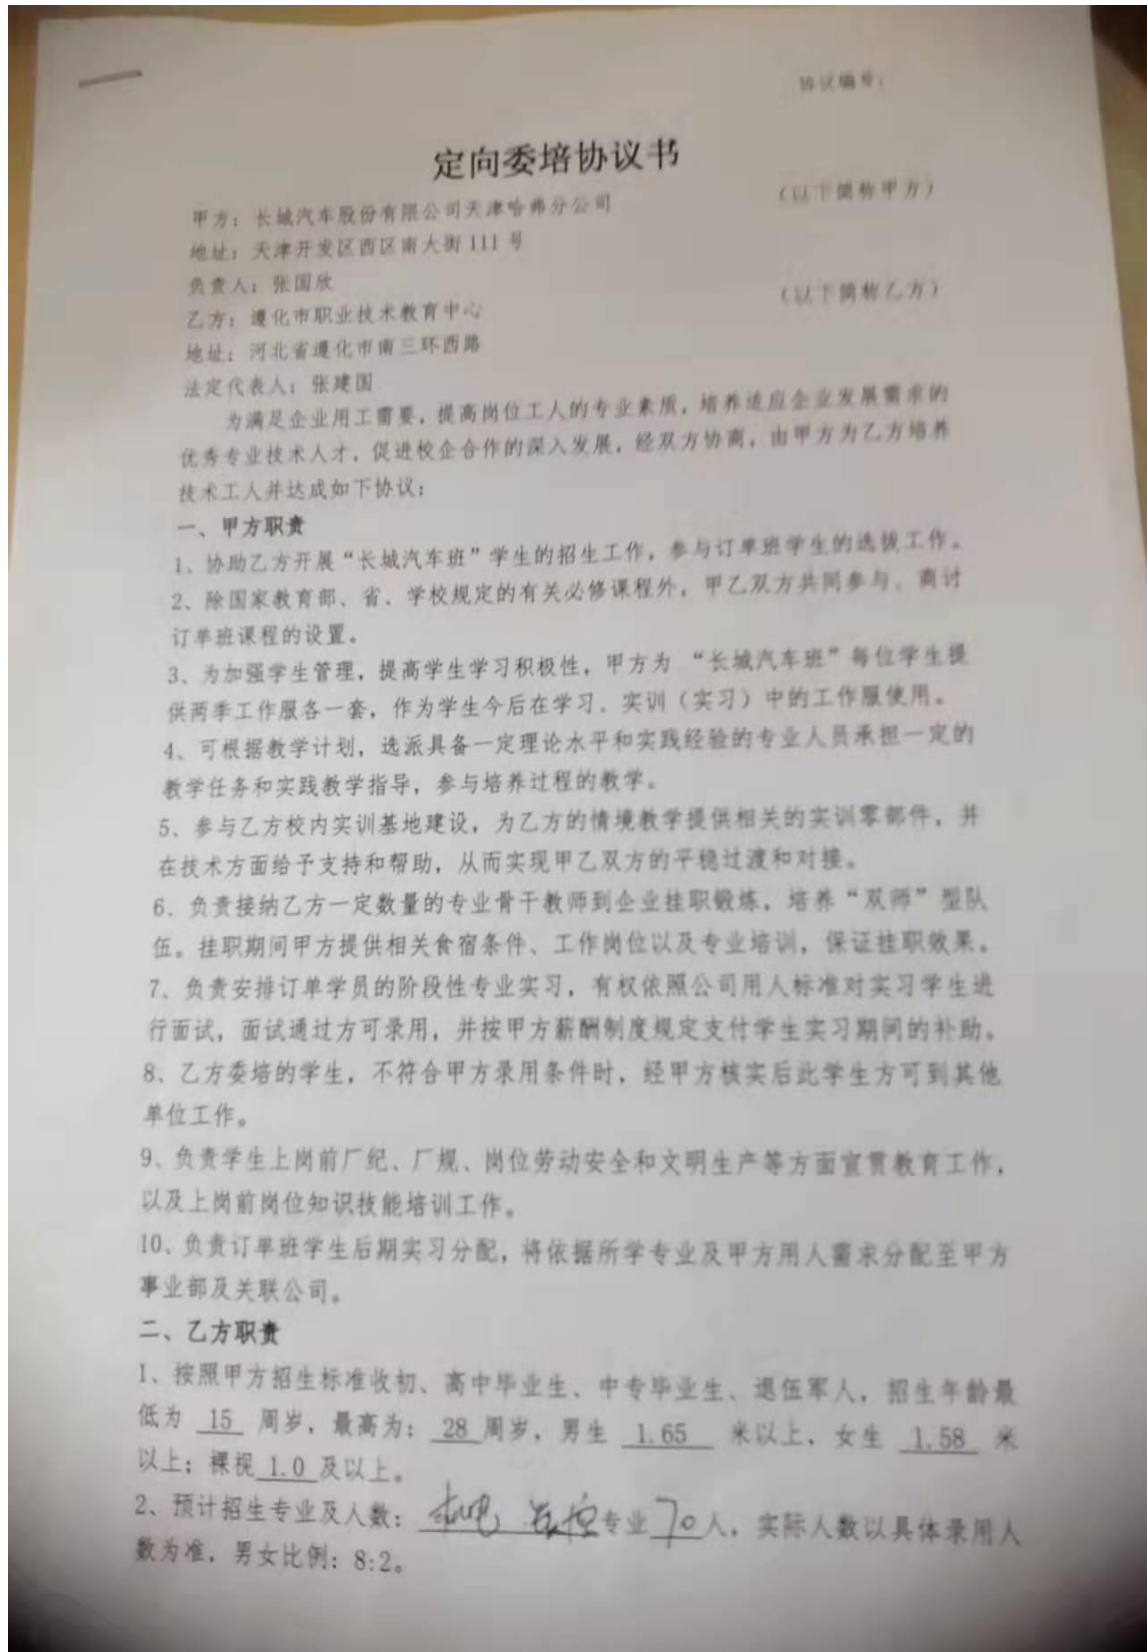 协议编号：
定向委培协议书
甲方：长城汽车股份有限公司天津哈弗分公司 （以下简称甲方）
地址：天津开发区西区南大街111号
负责人：张国欣
乙方：遵化市职业技术教育中心 （以下简称乙方）
地址：河北省遵化市南三环西路
法定代表人：张建国
为满足企业用工需要，提高岗位工人的专业素质，培养适应企业发展需求的
优秀专业技术人才，促进校企合作的深入发展，经双方协商，由甲方为乙方培养
技术工人并达成如下协议：
一、甲方职责
1、协助乙方开展“长城汽车班”学生的招生工作，参与订单班学生的选拔工作。
2、除国家教育部、省、学校规定的有关必修课程外，甲乙双方共同参与、商讨
订单班课程的设置。
3、为加强学生管理，提高学生学习积极性，甲方为 “长城汽车班”每位学生提
供两季工作服各一套，作为学生今后在学习、实训（实习）中的工作服使用。
4、可根据教学计划，选派具备一定理论水平和实践经验的专业人员承担一定的
教学任务和实践教学指导，参与培养过程的教学。
5、参与乙方校内实训基地建设，为乙方的情境教学提供相关的实训零部件，并
在技术方面给予支持和帮助，从而实现甲乙双方的平稳过渡和对接。
6、负责接纳乙方一定数量的专业骨干教师到企业挂职锻炼，培养“双师”型队
伍。挂职期间甲方提供相关食宿条件、工作岗位以及专业培训，保证挂职效果。
7、负责安排订单学员的阶段性专业实习，有权依照公司用人标准对实习学生进
行面试，面试通过方可录用，并按甲方薪酬制度规定支付学生实习期间的补助。
8、乙方委培的学生，不符合甲方录用条件时，经甲方核实后此学生方可到其他
单位工作。
9、负责学生上岗前厂纪、厂规、岗位劳动安全和文明生产等方面宣贯教育工作，
以及上岗前岗位知识技能培训工作。
10、负责订单班学生后期实习分配，将依据所学专业及甲方用人需求分配至甲方
事业部及关联公司。
二、乙方职责
1、按照甲方招生标准收初、高中毕业生、中专毕业生、退伍军人，招生年龄最
低为 15 周岁，最高为：28周岁，男生 1.65 米以上，女生 1.58 米
以上；裸视1.0及以上。
2、预计招生专业及人数：机电 数控专业70人，实际人数以具体录用人
数为准，男女比例：8:2。